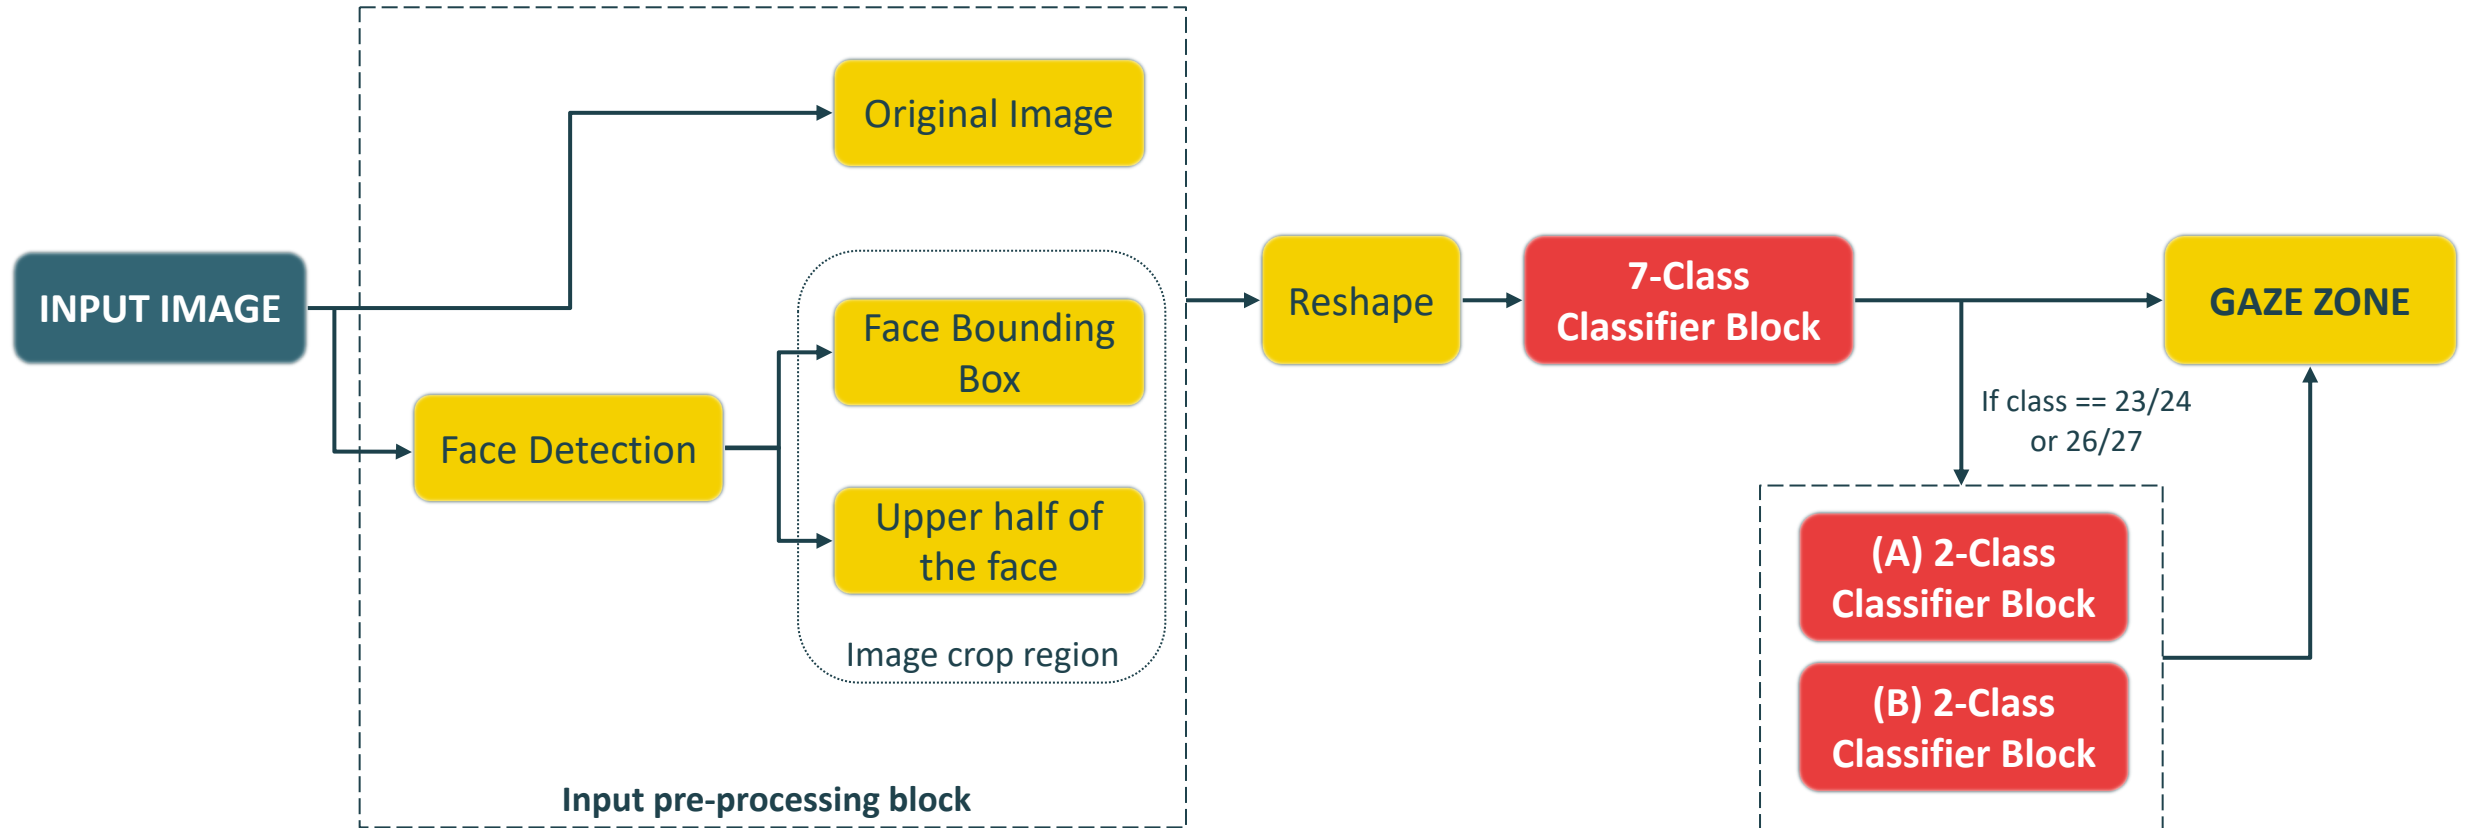 INPUT IMAGE
Original Image
Face Detection
Face Bounding
Box
Upper half of
the face
Image crop region
Input pre-processing block
Reshape
7-Class
Classifier Block
GAZE ZONE
If class == 23/24
or 26/27
(A) 2-Class
Classifier Block
(B) 2-Class
Classifier Block